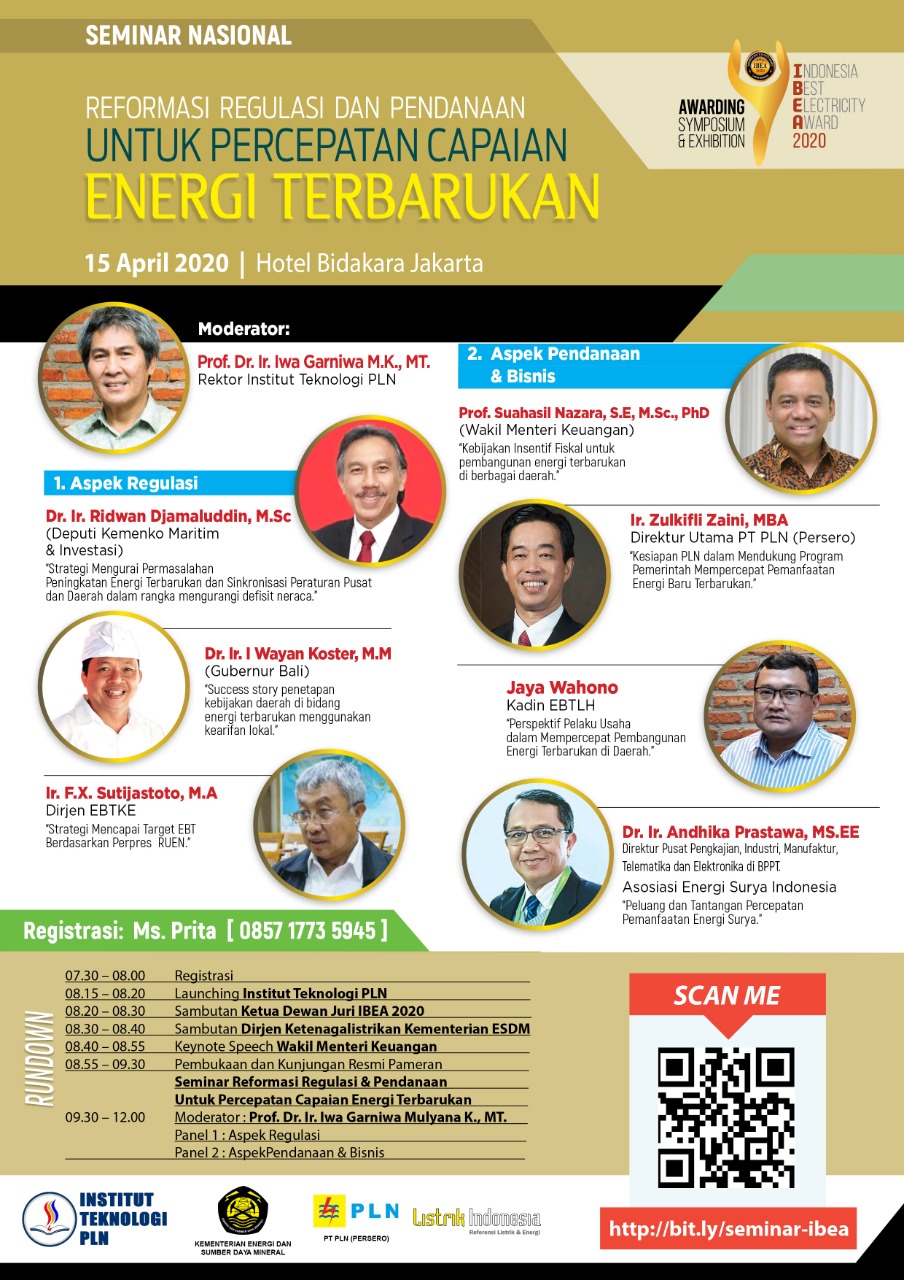 SEMINAR NASIONAL
REFORMASI REGULASI DAN PENDANAAN
UNTUK PERCEPATAN CAPAIAN
ENERGI TERBARUKAN
15 April 2020 | Hotel Bidakara Jakarta
AWARDING
SYMPOSIUM
& EXHIBITION
IBEA
INDONESIA
BEST
ELECTRICITY
AWARD
2020
Moderator:
Prof. Dr. Ir. Iwa Garniwa M.K., MT.
Rektor Institut Teknologi PLN
1. Aspek Regulasi
Dr. Ir. Ridwan Djamaluddin, M.Sc
(Deputi Kemenko Maritim
& Investasi)
"Strategi Mengurai Permasalahan
Peningkatan Energi Terbarukan dan Sinkronisasi Peraturan Pusat
dan Daerah dalam rangka mengurangi defisit neraca."
Dr. Ir. I Wayan Koster, M.M
(Gubernur Bali)
"Success story penetapan
kebijakan daerah di bidang
energi terbarukan menggunakan
kearifan lokal."
Ir. F.X. Sutijastoto, M.A
Dirjen EBTKE
"Strategi Mencapai Target EBT
Berdasarkan Perpres RUEN."
2. Aspek Pendanaan
& Bisnis
Prof. Suahasil Nazara, S.E, M.Sc., PhD
(Wakil Menteri Keuangan)
"Kebijakan Insentif Fiskal untuk
pembangunan energi terbarukan
di berbagai daerah."
Ir. Zulkifli Zaini, MBA
Direktur Utama PT PLN (Persero)
"Kesiapan PLN dalam Mendukung Program
Pemerintah Mempercepat Pemanfaatan
Energi Baru Terbarukan."
Jaya Wahono
Kadin EBTLH
"Perspektif Pelaku Usaha
dalam Mempercepat Pembangunan
Energi Terbarukan di Daerah."
Dr. Ir. Andhika Prastawa, MS.EE
Direktur Pusat Pengkajian, Industri, Manufaktur,
Telematika dan Elektronika di BPPT.
Asosiasi Energi Surya Indonesia
"Peluang dan Tantangan Percepatan
Pemanfaatan Energi Surya."
Registrasi: Ms. Prita [ 0857 1773 5945 ]
RUNDOWN
07.30 – 08.00 Registrasi
08.15 – 08.20 Launching Institut Teknologi PLN
08.20 – 08.30 Sambutan Ketua Dewan Juri IBEA 2020
08.30 – 08.40 Sambutan Dirjen Ketenagalistrikan Kementerian ESDM
08.40 – 08.55 Keynote Speech Wakil Menteri Keuangan
08.55 – 09.30 Pembukaan dan Kunjungan Resmi Pameran
Seminar Reformasi Regulasi & Pendanaan
Untuk Percepatan Capaian Energi Terbarukan
09.30 – 12.00 Moderator : Prof. Dr. Ir. Iwa Garniwa Mulyana K., MT.
Panel 1 : Aspek Regulasi
Panel 2 : AspekPendanaan & Bisnis
SCAN ME
http://bit.ly/seminar-ibea
INSTITUT
TEKNOLOGI
PLN
KEMENTERIAN ENERGI DAN
SUMBER DAYA MINERAL
PLN
PT PLN (PERSERO)
Listrik Indonesia
Referensi Listrik & Energi